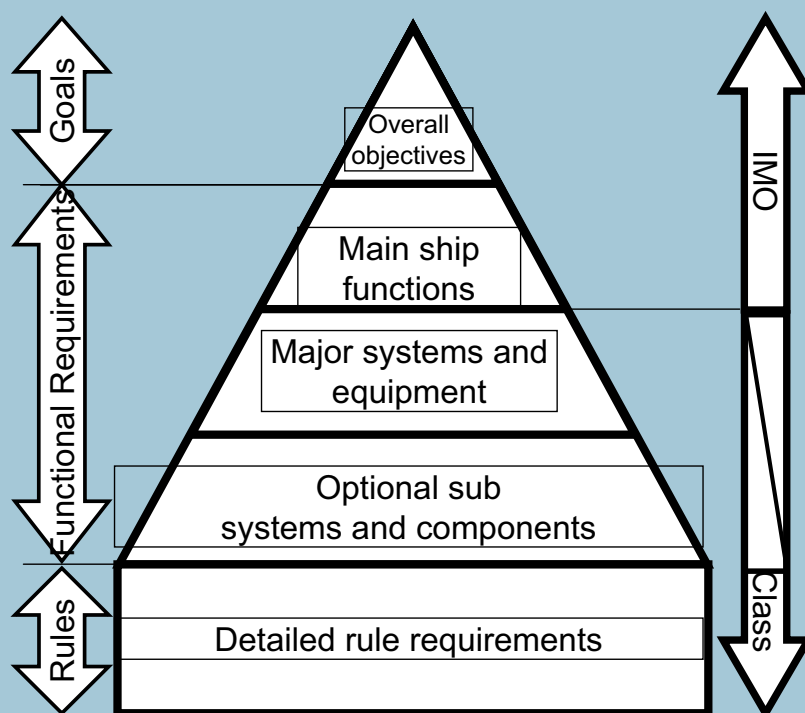 Goals
Overall
objectives
IMO
Functional Requirements
Main ship
functions
Major systems and
equipment
Optional sub
systems and components
Class
Rules
Detailed rule requirements